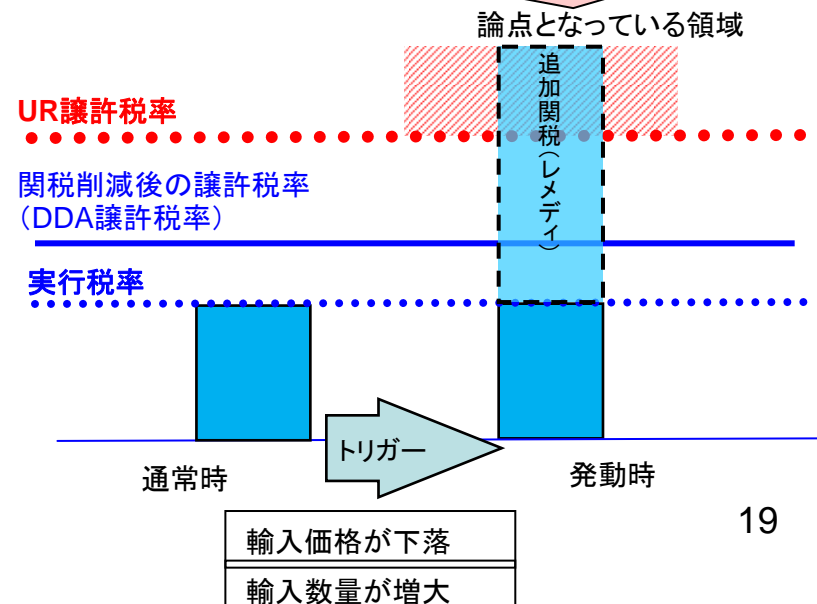 論点となっている領域
追加関税(レメディ)
UR譲許税率
関税削減後の譲許税率
(DDA譲許税率)
実行税率
トリガー
通常時
発動時
輸入価格が下落
輸入数量が増大
19